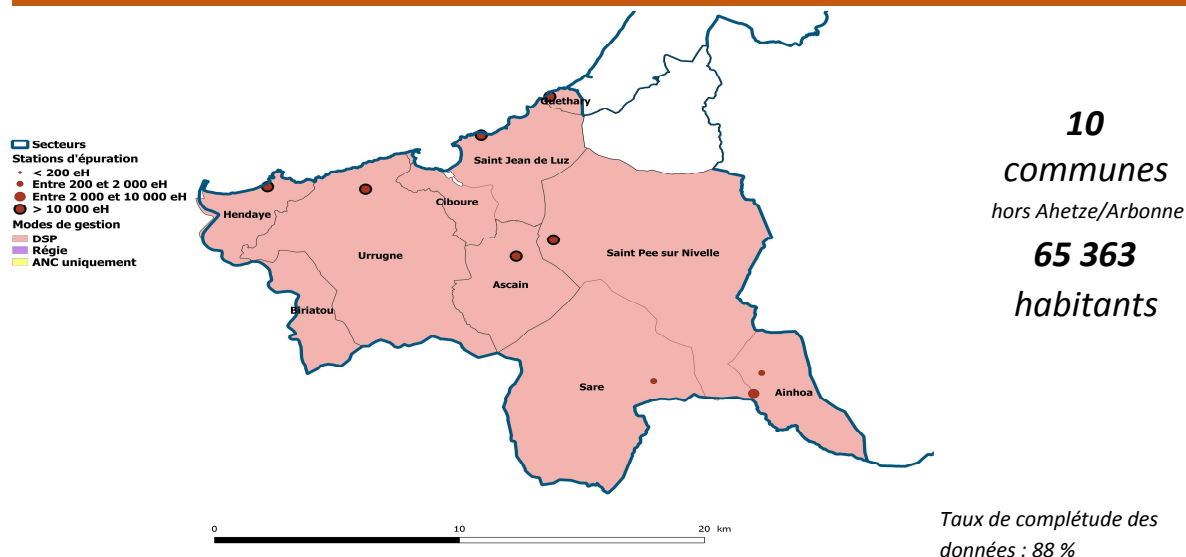 Secteurs
Stations d'épuration
< 200 eH
Entre 200 et 2 000 eH
Entre 2 000 et 10 000 eH
> 10 000 eH
Modes de gestion
DSP
Régie
ANC uniquement
Guethary
Saint Jean de Luz
Hendaye
Ciboure
Urrugne
Saint Pee sur Nivelle
Ascain
Biriatou
Sare
Ainhoa
0 10 20 km
10
communes
hors Ahetze/Arbonne
65 363
habitants
Taux de complétude des
données : 88 %